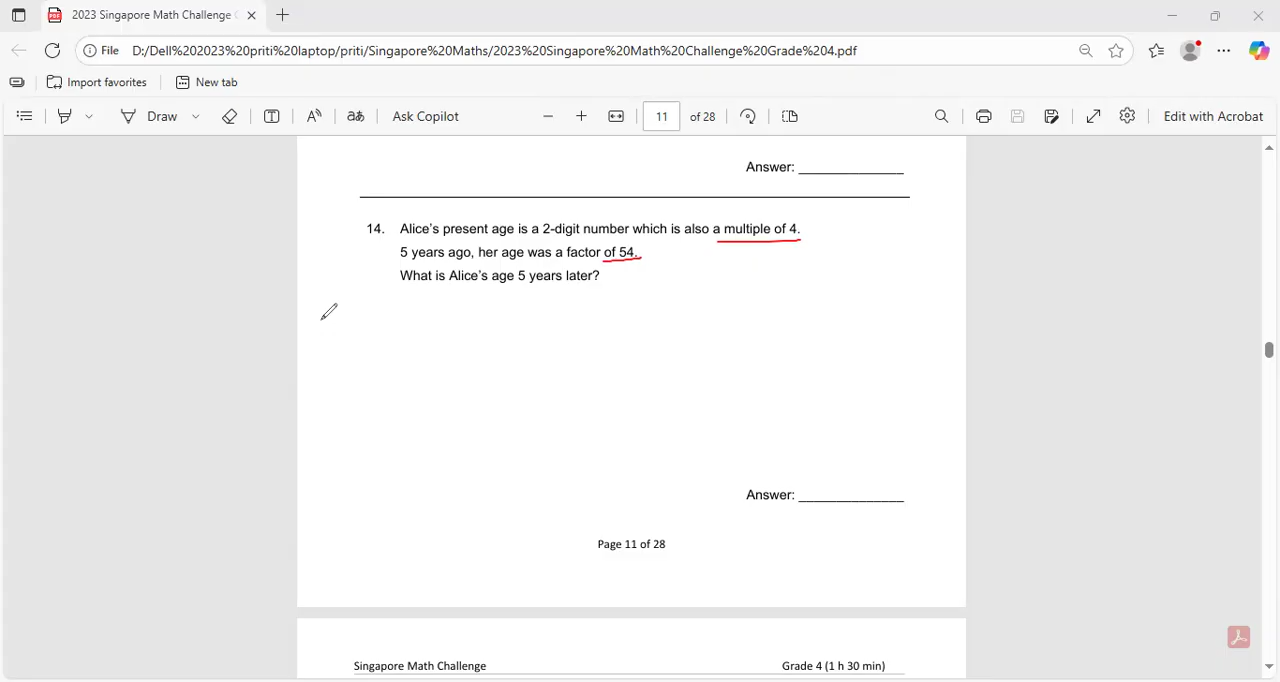 2023 Singapore Math Challenge
File
D:/Dell%202023%20priti%20laptop/priti/Singapore%20Maths/2023%20Singapore%20Math%20Challenge%20Grade%204.pdf
Import favorites
New tab
Draw
Ask Copilot
11 of 28
Edit with Acrobat
Answer: ______________
14. Alice's present age is a 2-digit number which is also a multiple of 4.
5 years ago, her age was a factor of 54.
What is Alice's age 5 years later?
Answer: ______________
Page 11 of 28
Singapore Math Challenge
Grade 4 (1 h 30 min)